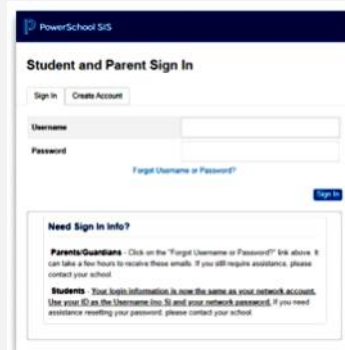 PowerSchool SIS
Student and Parent Sign In
Sign In Create Account
Username
Password
Forgot Username or Password?
Sign In
Need Sign In Info?
Parents/Guardians - Click on the "Forgot Username or Password?" link above. It
can take a few hours to receive these emails. If you still require assistance, please
contact your school.
Students - Your login information is now the same as your network account.
Use your ID as the Username (no S) and your network password. If you need
assistance resetting your password, please contact your school.